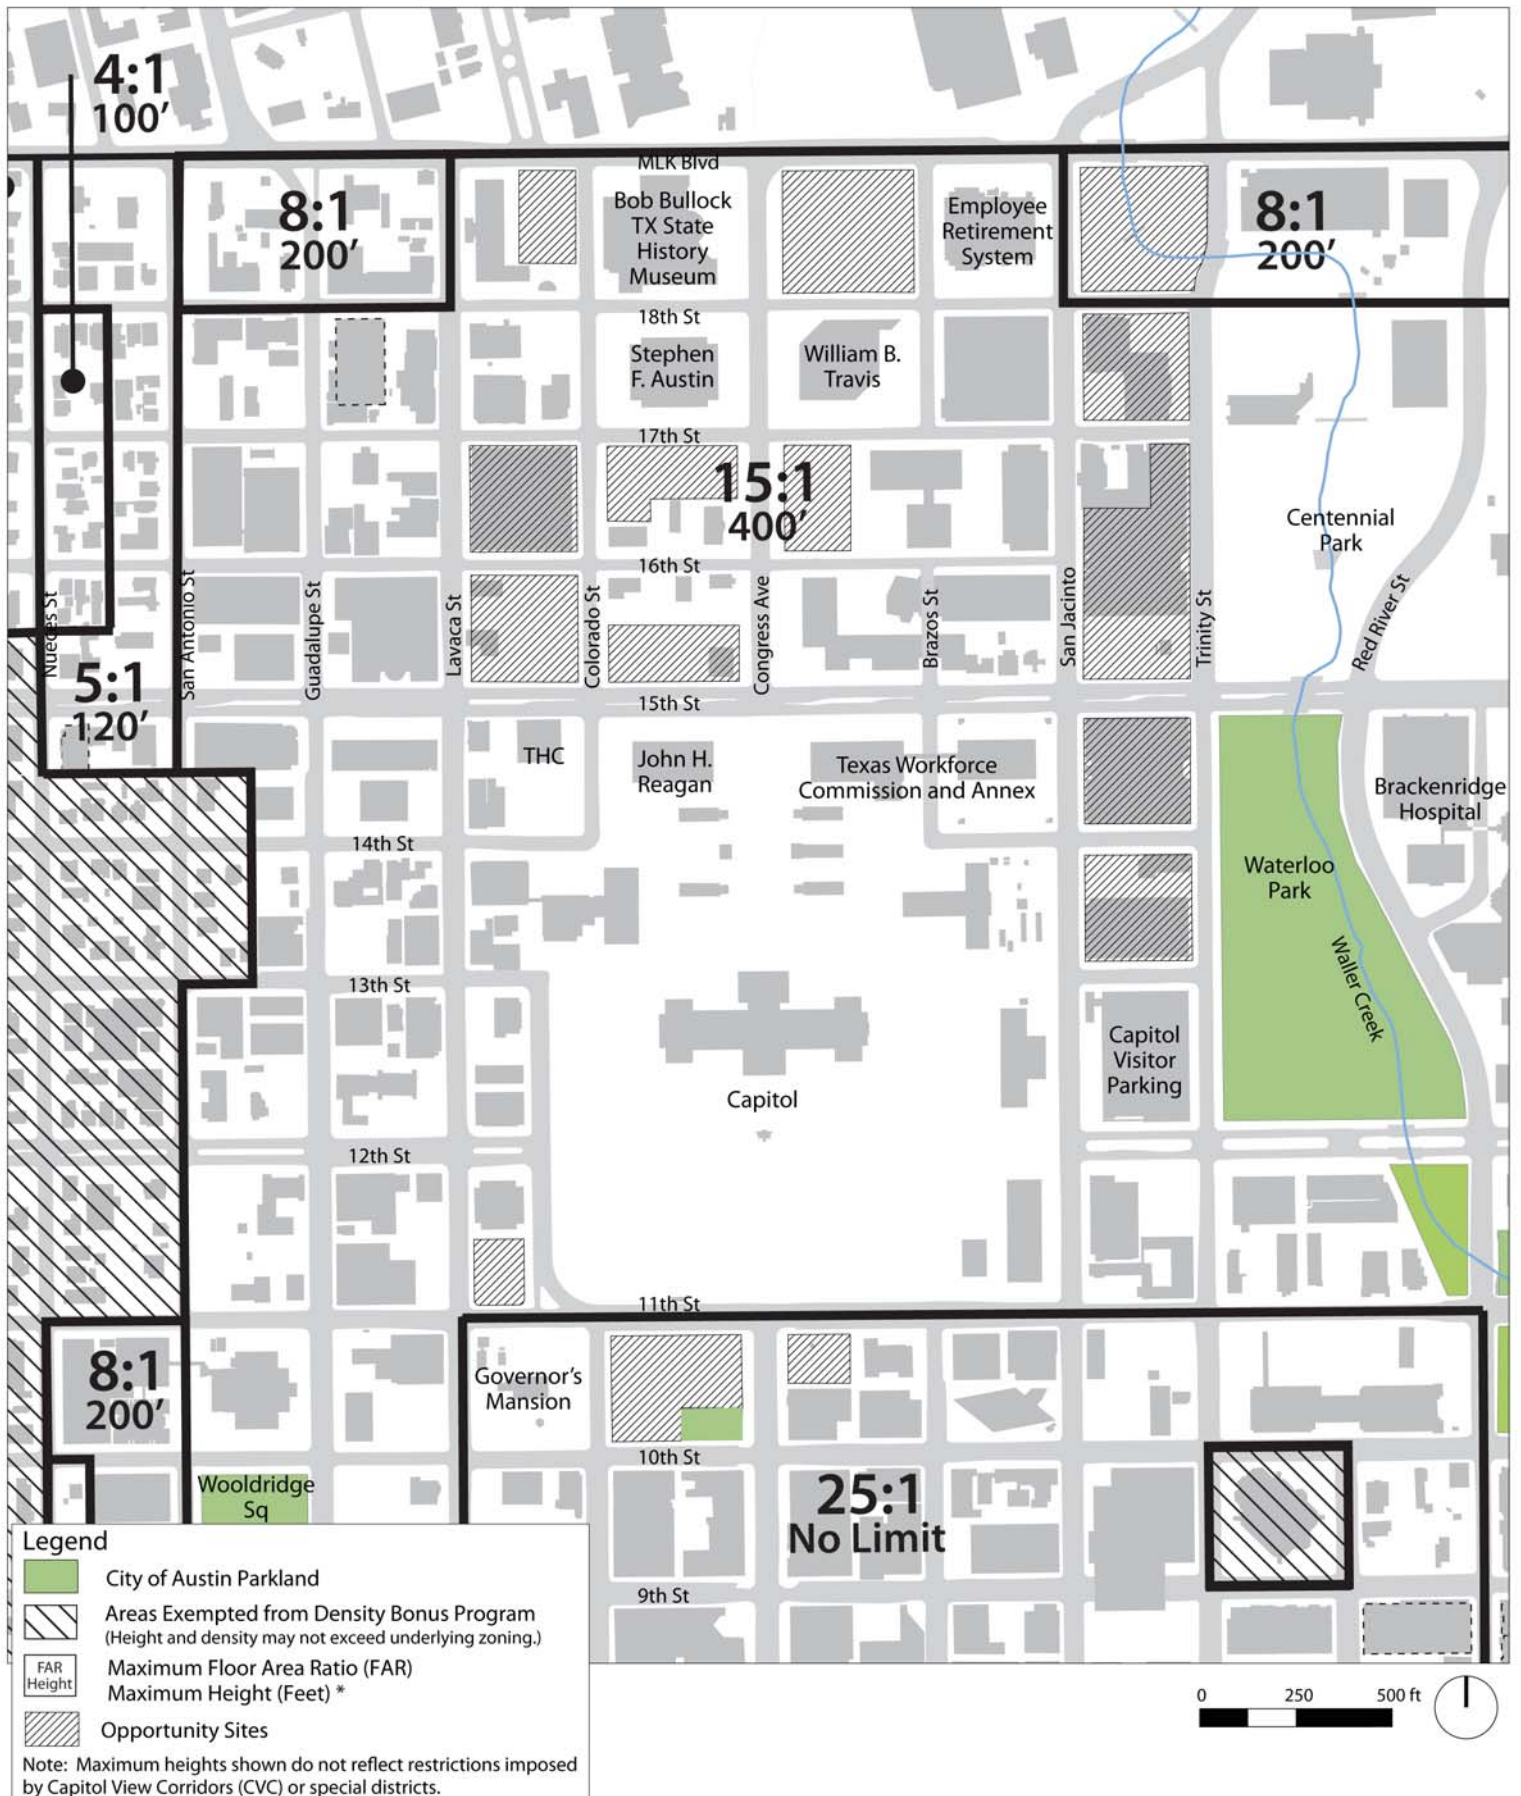 4:1
100′
MLK Blvd
8:1
200′
Bob Bullock
TX State
History
Museum
Employee
Retirement
System
8:1
200′
18th St
Stephen
F. Austin
William B.
Travis
17th St
15:1
400′
Centennial
Park
16th St
Nueces St
San Antonio St
Guadalupe St
Lavaca St
Colorado St
Congress Ave
Brazos St
San Jacinto
Trinity St
Red River St
5:1
120′
15th St
THC
John H.
Reagan
Texas Workforce
Commission and Annex
Brackenridge
Hospital
14th St
Waterloo
Park
Waller Creek
13th St
Capitol
Visitor
Parking
Capitol
12th St
11th St
8:1
200′
Governor's
Mansion
10th St
Wooldridge
Sq
25:1
No Limit
9th St
Legend
City of Austin Parkland
Areas Exempted from Density Bonus Program
(Height and density may not exceed underlying zoning.)
FAR
Height
Maximum Floor Area Ratio (FAR)
Maximum Height (Feet) *
Opportunity Sites
Note: Maximum heights shown do not reflect restrictions imposed
by Capitol View Corridors (CVC) or special districts.
0 250 500 ft